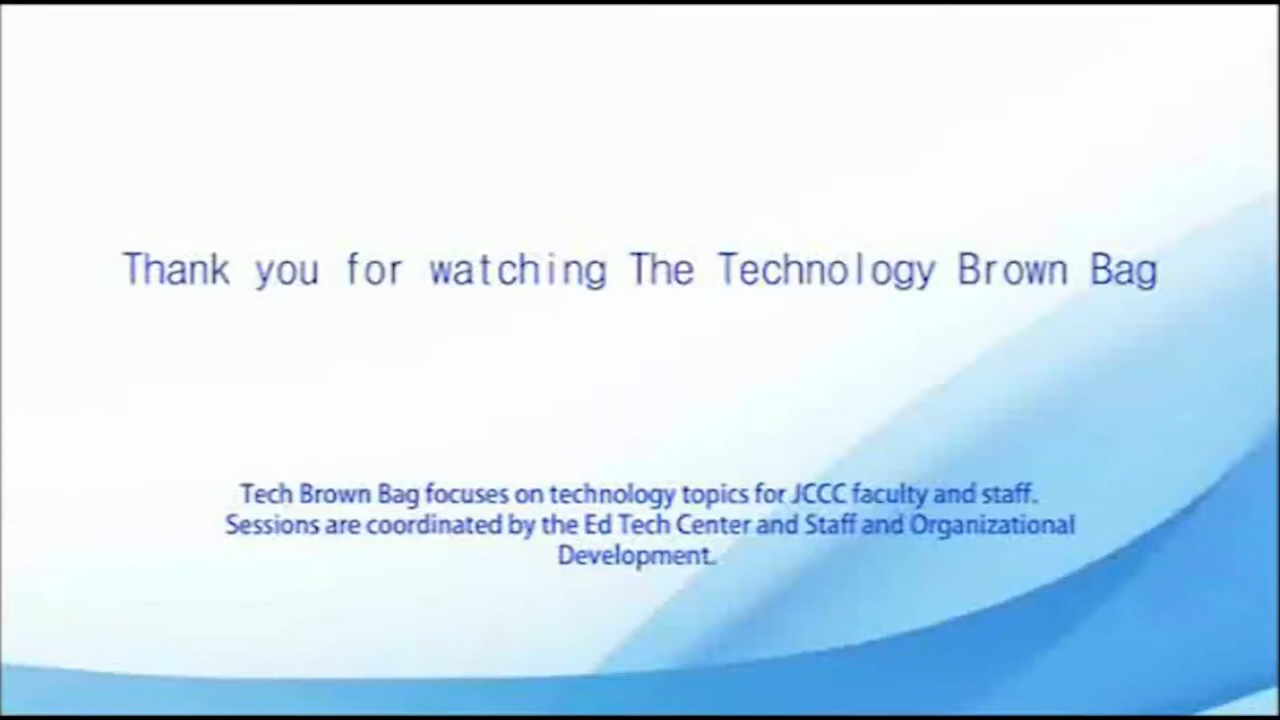 Thank you for watching The Technology Brown Bag
Tech Brown Bag focuses on technology topics for JCCC faculty and staff.
Sessions are coordinated by the Ed Tech Center and Staff and Organizational
Development.